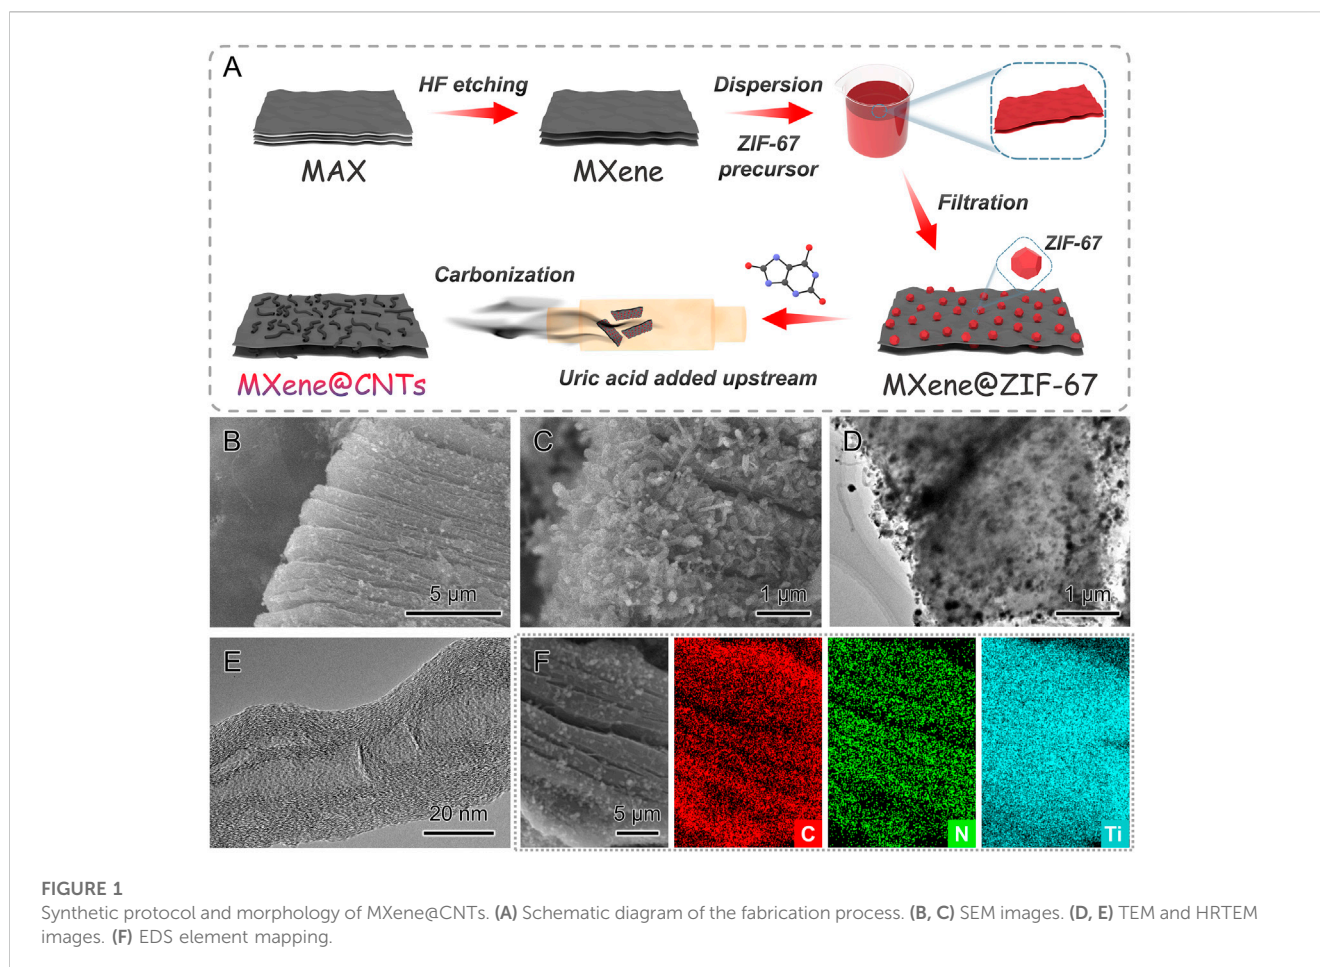 A
HF etching
Dispersion
MAX
MXene
ZIF-67
precursor
Filtration
ZIF-67
Carbonization
MXene@CNTs
Uric acid added upstream
MXene@ZIF-67
B
5 μm
C
1 μm
D
1 μm
E
20 nm
F
5 μm
C
N
Ti
FIGURE 1
Synthetic protocol and morphology of MXene@CNTs. (A) Schematic diagram of the fabrication process. (B, C) SEM images. (D, E) TEM and HRTEM
images. (F) EDS element mapping.